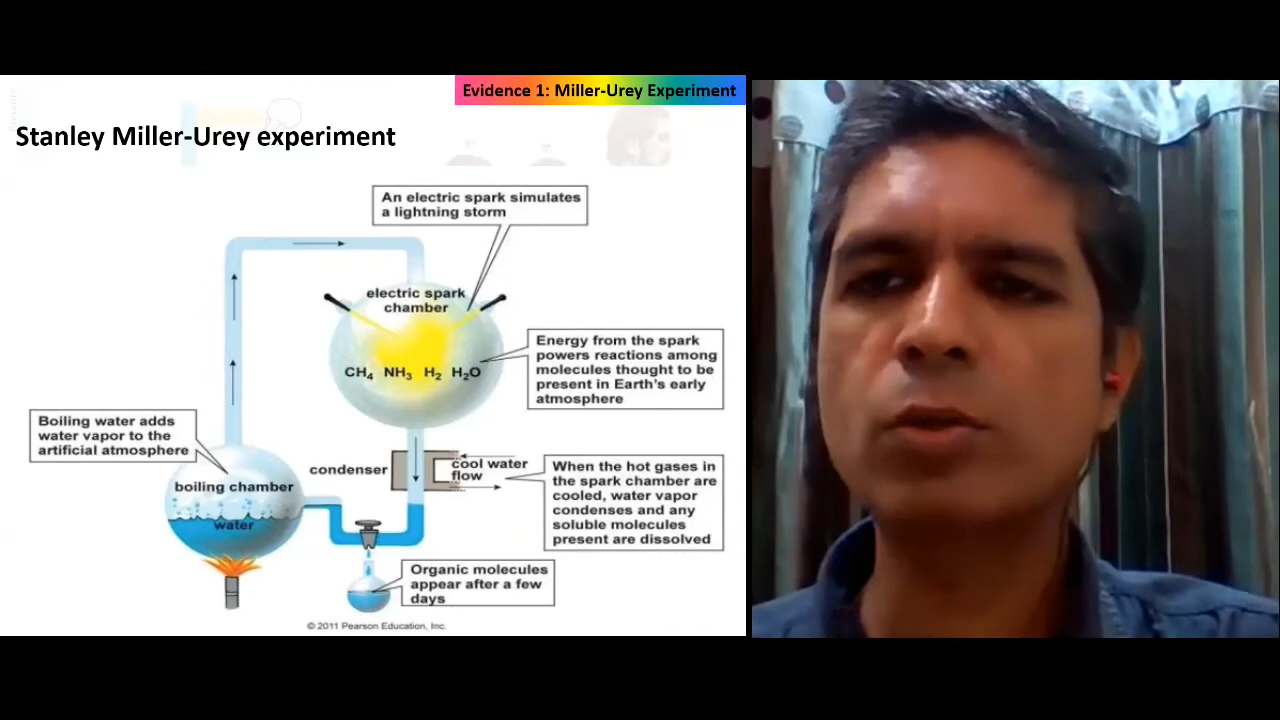 Evidence 1: Miller-Urey Experiment
Stanley Miller-Urey experiment
An electric spark simulates
a lightning storm
electric spark
chamber
CH₄ NH₃ H₂ H₂O
Energy from the spark
powers reactions among
molecules thought to be
present in Earth's early
atmosphere
Boiling water adds
water vapor to the
artificial atmosphere
boiling chamber
water
condenser
cool water
flow
When the hot gases in
the spark chamber are
cooled, water vapor
condenses and any
soluble molecules
present are dissolved
Organic molecules
appear after a few
days
© 2011 Pearson Education, Inc.